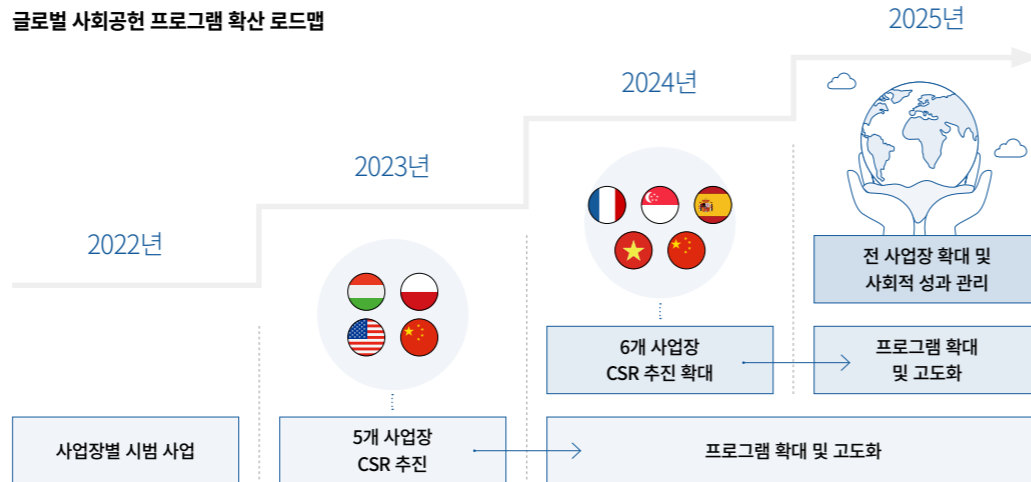 글로벌 사회공헌 프로그램 확산 로드맵
2025년
2024년
2023년
2022년
전 사업장 확대 및
사회적 성과 관리
6개 사업장
CSR 추진 확대
프로그램 확대
및 고도화
사업장별 시범 사업
5개 사업장
CSR 추진
프로그램 확대 및 고도화